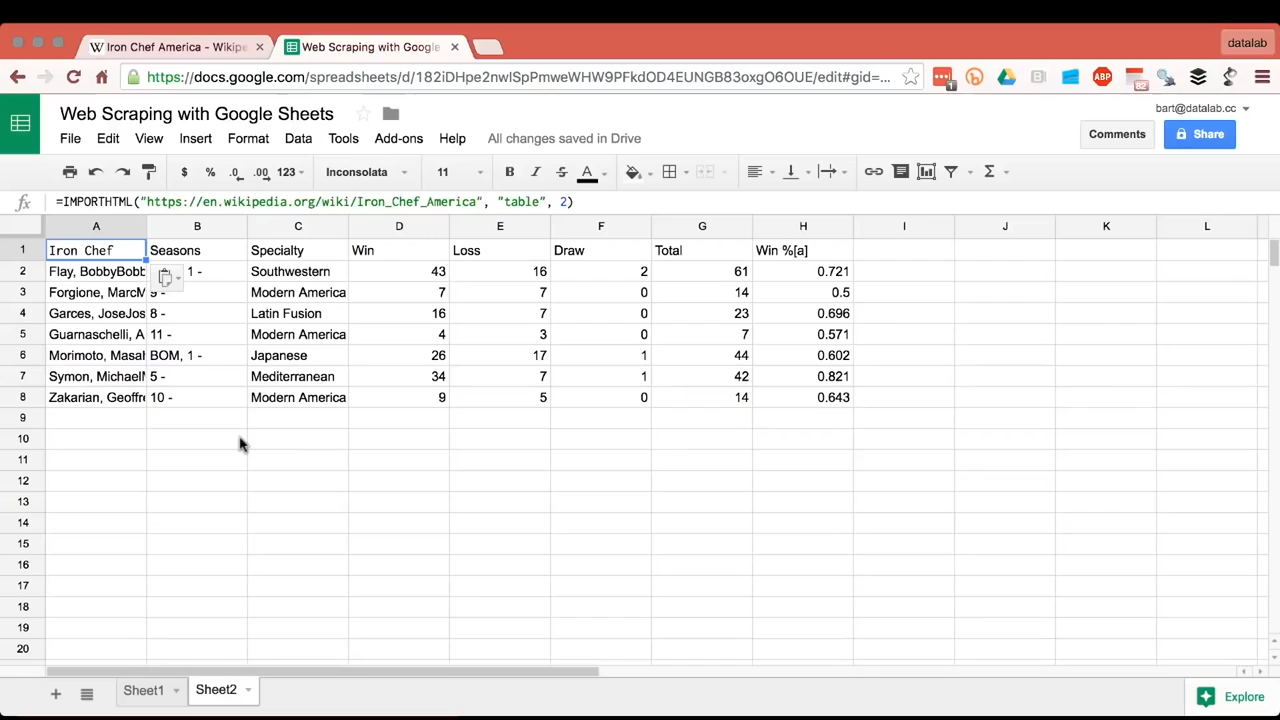 Iron Chef America - Wikipe
Web Scraping with Google
datalab
https://docs.google.com/spreadsheets/d/182iDHpe2nwlSpPmweWHW9PFkdOD4EUNGB83oxgO6OUE/edit#gid=...
Web Scraping with Google Sheets
bart@datalab.cc
File Edit View Insert Format Data Tools Add-ons Help All changes saved in Drive
Comments Share
$ % .0 .00 123 Inconsolata 11 B I S A Σ
fx =IMPORTHTML("https://en.wikipedia.org/wiki/Iron_Chef_America", "table", 2)
A B C D E F G H I J K L
1 Iron Chef Seasons Specialty Win Loss Draw Total Win %[a]
2 Flay, BobbyBobb 1 - Southwestern 43 16 2 61 0.721
3 Forgione, MarcM 9 - Modern America 7 7 0 14 0.5
4 Garces, JoseJos 8 - Latin Fusion 16 7 0 23 0.696
5 Guarnaschelli, A 11 - Modern America 4 3 0 7 0.571
6 Morimoto, Masah BOM, 1 - Japanese 26 17 1 44 0.602
7 Symon, Michael 5 - Mediterranean 34 7 1 42 0.821
8 Zakarian, Geoffre 10 - Modern America 9 5 0 14 0.643
9
10
11
12
13
14
15
16
17
18
19
20
Sheet1 Sheet2 Explore